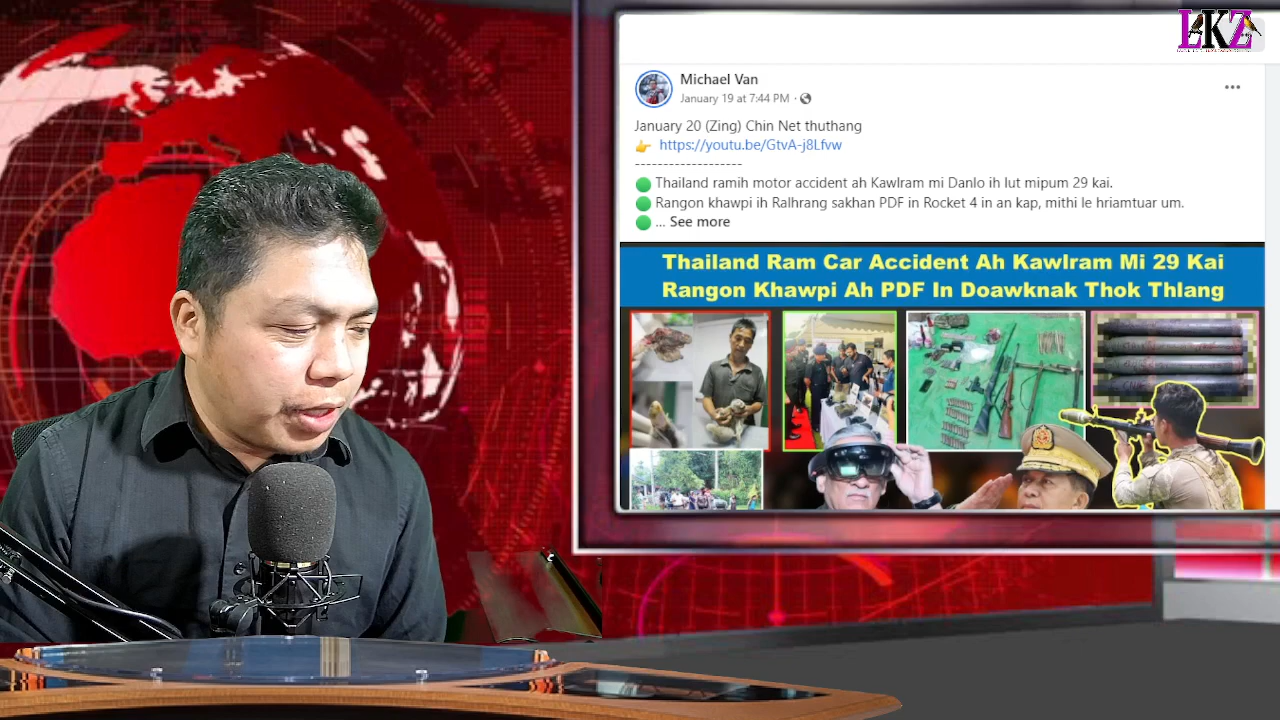 LKZ
Michael Van
January 19 at 7:44 PM ·
January 20 (Zing) Chin Net thuthang
👉 https://youtu.be/GtvA-j8Lfvw
-------------------
Thailand ramih motor accident ah Kawlram mi Danlo ih lut mipum 29 kai.
Rangon khawpi ih Ralhrang sakhan PDF in Rocket 4 in an kap, mithi le hriamtuar um.
... See more
Thailand Ram Car Accident Ah Kawlram Mi 29 Kai
Rangon Khawpi Ah PDF In Doawknak Thok Thlang